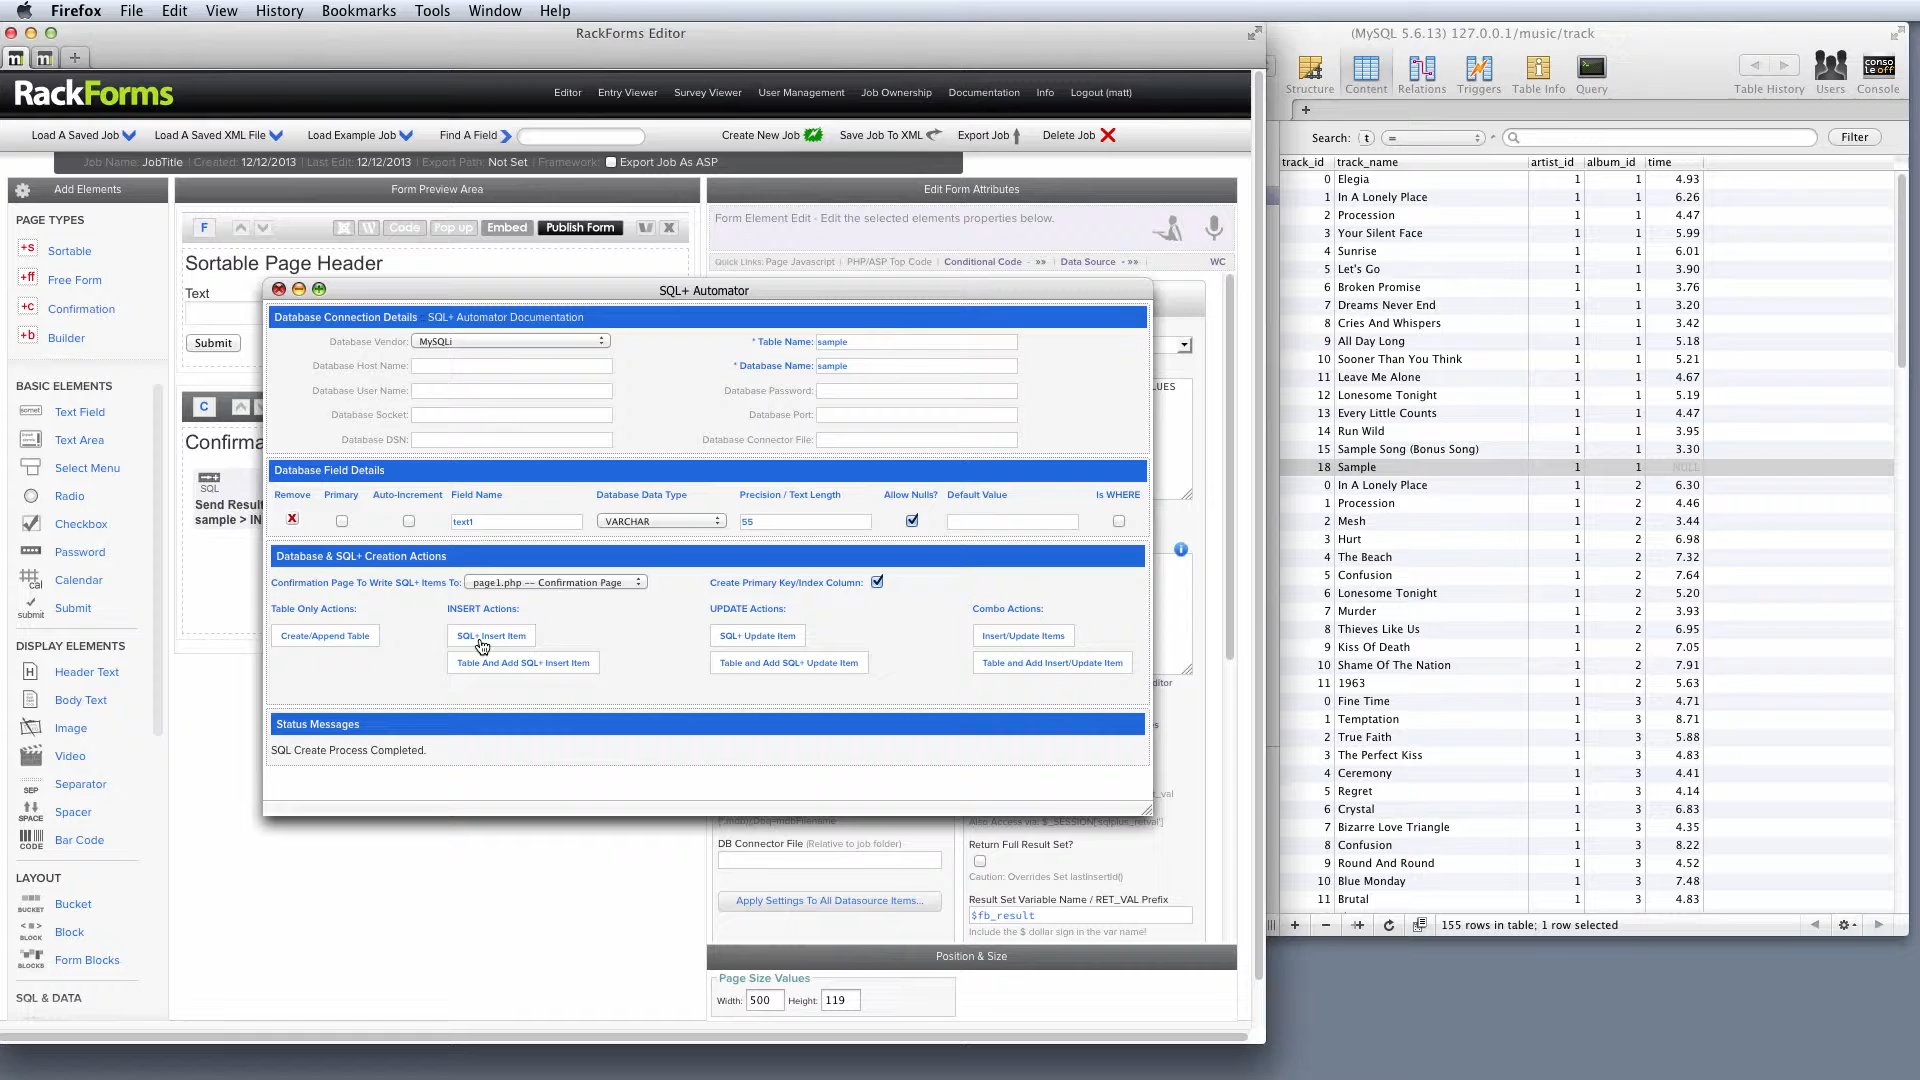 Firefox File Edit View History Bookmarks Tools Window Help
RackForms Editor
RackForms
Editor Entry Viewer Survey Viewer User Management Job Ownership Documentation Info Logout (matt)
Load A Saved Job Load A Saved XML File Load Example Job Find A Field Create New Job Save Job To XML Export Job Delete Job
Job Name: JobTitle | Created: 12/12/2013 | Last Edit: 12/12/2013 | Export Path: Not Set | Framework: Export Job As ASP
Add Elements
Form Preview Area
Edit Form Attributes
PAGE TYPES
+s Sortable
+ff Free Form
+c Confirmation
+b Builder
BASIC ELEMENTS
Text Field
Text Area
Select Menu
Radio
Checkbox
Password
Calendar
submit Submit
DISPLAY ELEMENTS
H Header Text
Body Text
Image
Video
SEP Separator
SPACE Spacer
CODE Bar Code
LAYOUT
BUCKET Bucket
BLOCK Block
BLOCKS Form Blocks
SQL & DATA
F Code Pop up Embed Publish Form
Sortable Page Header
Text
Submit
C
Confirma
SQL
Send Result
sample > IN
Form Element Edit - Edit the selected elements properties below.
Quick Links: Page Javascript | PHP/ASP Top Code | Conditional Code - »» | Data Source - »» | WC
SQL+ Automator
Database Connection Details SQL+ Automator Documentation
Database Vendor: MySQLi * Table Name: sample
Database Host Name: * Database Name: sample
Database User Name: Database Password:
Database Socket: Database Port:
Database DSN: Database Connector File:
Database Field Details
Remove Primary Auto-Increment Field Name Database Data Type Precision / Text Length Allow Nulls? Default Value Is WHERE
X text1 VARCHAR 55
Database & SQL+ Creation Actions
Confirmation Page To Write SQL+ Items To: page1.php -- Confirmation Page Create Primary Key/Index Column:
Table Only Actions: INSERT Actions: UPDATE Actions: Combo Actions:
Create/Append Table SQL+ Insert Item SQL+ Update Item Insert/Update Items
Table And Add SQL+ Insert Item Table and Add SQL+ Update Item Table and Add Insert/Update Item
Status Messages
SQL Create Process Completed.
LUES
ditor
_val
Also Access via: $_SESSION['sqlplus_retval']
DB Connector File (Relative to job folder)
Return Full Result Set?
Caution: Overrides Set lastInsertId()
Apply Settings To All Datasource Items...
Result Set Variable Name / RET_VAL Prefix
$fb_result
Include the $ dollar sign in the var name!
Position & Size
Page Size Values
Width: 500 Height: 119
(MySQL 5.6.13) 127.0.0.1/music/track
Structure Content Relations Triggers Table Info Query Table History Users Console
conso
le off
Search: t = Filter
track_id track_name artist_id album_id time
0 Elegia 1 1 4.93
1 In A Lonely Place 1 1 6.26
2 Procession 1 1 4.47
3 Your Silent Face 1 1 5.99
4 Sunrise 1 1 6.01
5 Let's Go 1 1 3.90
6 Broken Promise 1 1 3.76
7 Dreams Never End 1 1 3.20
8 Cries And Whispers 1 1 3.42
9 All Day Long 1 1 5.18
10 Sooner Than You Think 1 1 5.21
11 Leave Me Alone 1 1 4.67
12 Lonesome Tonight 1 1 5.19
13 Every Little Counts 1 1 4.47
14 Run Wild 1 1 3.95
15 Sample Song (Bonus Song) 1 1 3.30
18 Sample 1 1 NULL
0 In A Lonely Place 1 2 6.30
1 Procession 1 2 4.46
2 Mesh 1 2 3.44
3 Hurt 1 2 6.99
4 The Beach 1 2 7.32
5 Confusion 1 2 7.64
6 Lonesome Tonight 1 2 5.20
7 Murder 1 2 3.93
8 Thieves Like Us 1 2 6.95
9 Kiss Of Death 1 2 7.05
10 Shame Of The Nation 1 2 7.91
11 1963 1 2 5.63
0 Fine Time 1 3 4.71
1 Temptation 1 3 8.71
2 True Faith 1 3 5.88
3 The Perfect Kiss 1 3 4.83
4 Ceremony 1 3 4.41
5 Regret 1 3 4.14
6 Crystal 1 3 6.83
7 Bizarre Love Triangle 1 3 4.35
8 Confusion 1 3 8.22
9 Round And Round 1 3 4.52
10 Blue Monday 1 3 7.48
11 Brutal 1 3 4.83
155 rows in table; 1 row selected